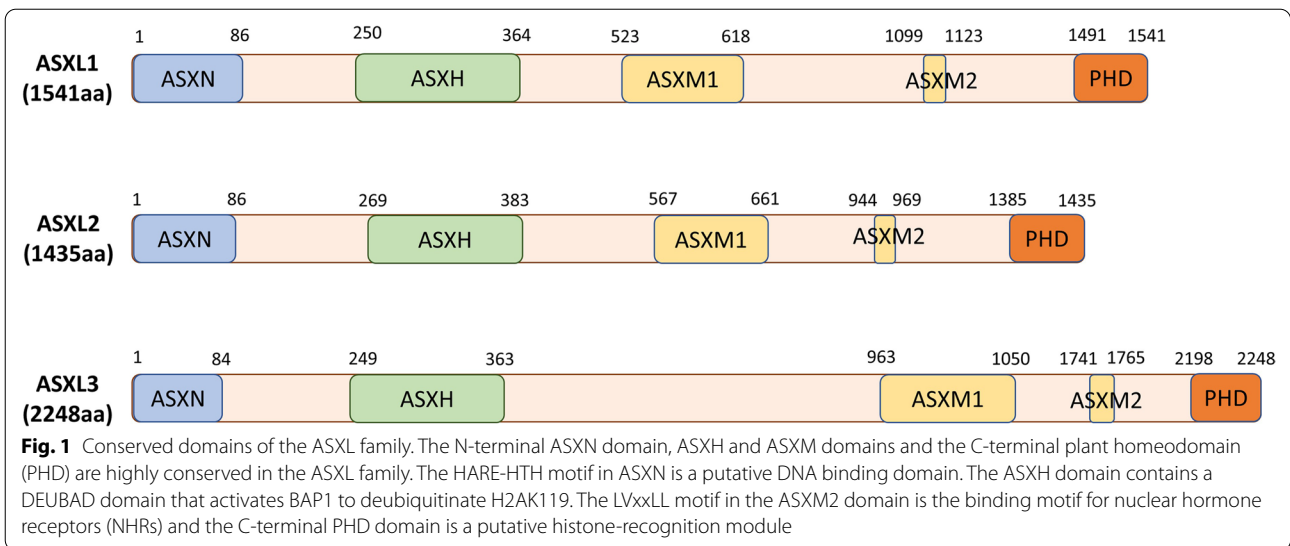 1 86 250 364 523 618 1099 1123 1491 1541
ASXL1
(1541aa)
ASXN ASXH ASXM1 ASXM2 PHD
1 86 269 383 567 661 944 969 1385 1435
ASXL2
(1435aa)
ASXN ASXH ASXM1 ASXM2 PHD
1 84 249 363 963 1050 1741 1765 2198 2248
ASXL3
(2248aa)
ASXN ASXH ASXM1 ASXM2 PHD
Fig. 1 Conserved domains of the ASXL family. The N-terminal ASXN domain, ASXH and ASXM domains and the C-terminal plant homeodomain
(PHD) are highly conserved in the ASXL family. The HARE-HTH motif in ASXN is a putative DNA binding domain. The ASXH domain contains a
DEUBAD domain that activates BAP1 to deubiquitinate H2AK119. The LVxxLL motif in the ASXM2 domain is the binding motif for nuclear hormone
receptors (NHRs) and the C-terminal PHD domain is a putative histone-recognition module